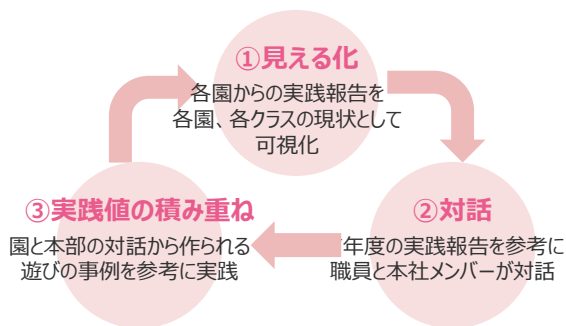 ①見える化
各園からの実践報告を
各園、各クラスの現状として
可視化
②対話
年度の実践報告を参考に
職員と本社メンバーが対話
③実践値の積み重ね
園と本部の対話から作られる
遊びの事例を参考に実践